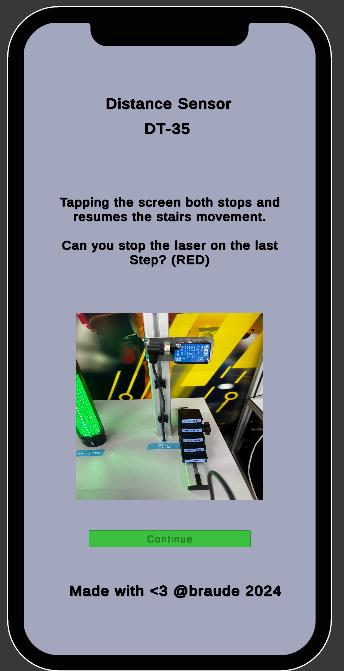 Distance Sensor
DT-35
Tapping the screen both stops and
resumes the stairs movement.
Can you stop the laser on the last
Step? (RED)
Continue
Made with <3 @braude 2024